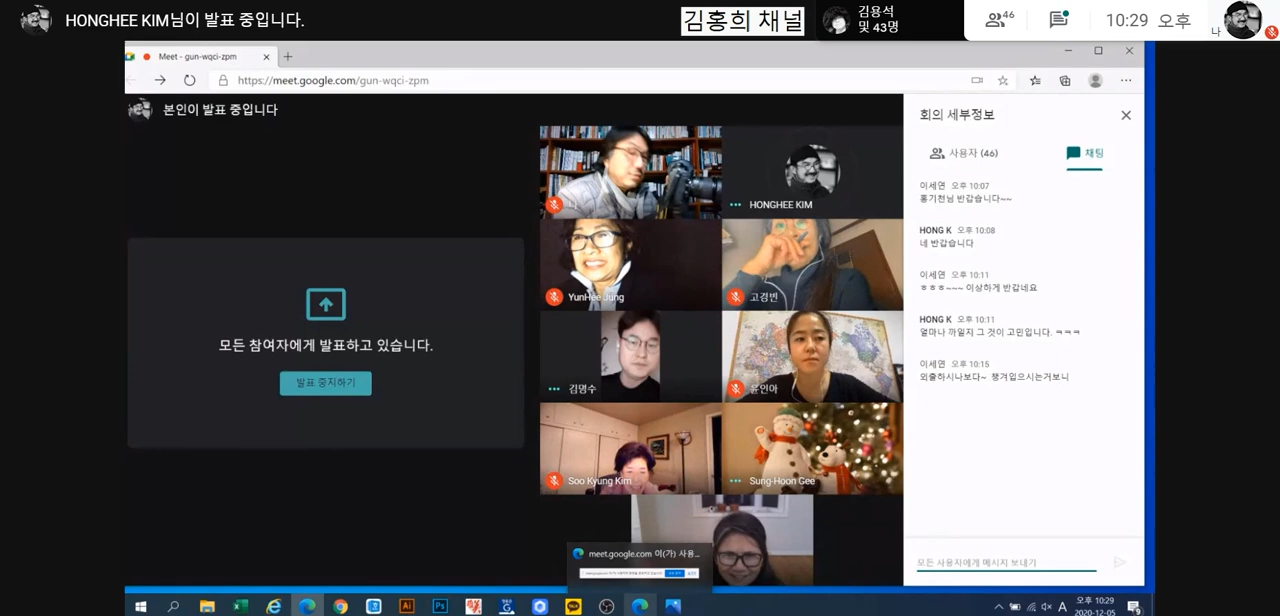 HONGHEE KIM님이 발표 중입니다.
김홍희 채널
김용석
및 43명
46
10:29 오후
나
Meet - gun-wqci-zpm
https://meet.google.com/gun-wqci-zpm
본인이 발표 중입니다
모든 참여자에게 발표하고 있습니다.
발표 중지하기
HONGHEE KIM
YunHee Jung
고경빈
김명수
윤인아
Soo Kyung Kim
Sung-Hoon Gee
회의 세부정보
사용자 (46)
채팅
이세연 오후 10:07
홍기천님 반갑습니다~~
HONG K 오후 10:08
네 반갑습니다
이세연 오후 10:11
ㅎㅎㅎ~~~ 이상하게 반갑네요
HONG K 오후 10:11
얼마나 까일지 그 것이 고민입니다. ㅋㅋㅋ
이세연 오후 10:15
외출하시나보다~ 챙겨입으시는거보니
모든 사용자에게 메시지 보내기
meet.google.com 이(가) 사용...
A
오후 10:29
2020-12-05
9